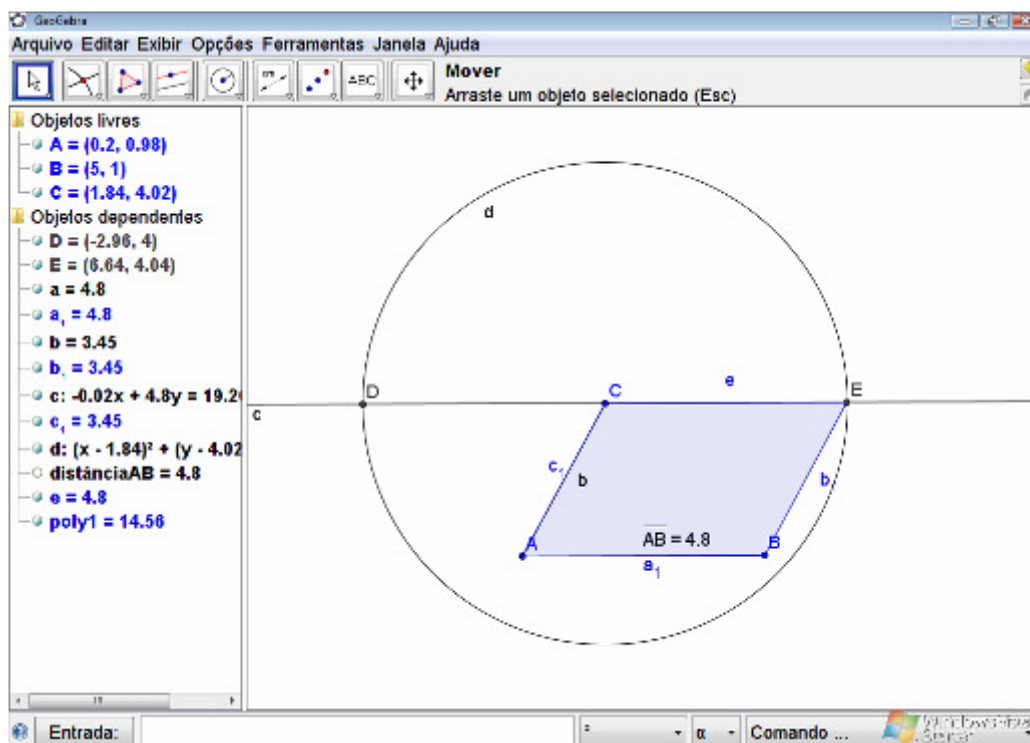 GeoGebra
Arquivo Editar Exibir Opções Ferramentas Janela Ajuda
ABC
Mover
Arraste um objeto selecionado (Esc)
Objetos livres
A = (0.2, 0.98)
B = (5, 1)
C = (1.84, 4.02)
Objetos dependentes
D = (-2.96, 4)
E = (6.64, 4.04)
a = 4.8
a₁ = 4.8
b = 3.45
b₁ = 3.45
c: -0.02x + 4.8y = 19.2
c₁ = 3.45
d: (x - 1.84)² + (y - 4.02
distânciaAB = 4.8
e = 4.8
poly1 = 14.56
d
D
C
e
E
c
c₁
b
b
A
AB = 4.8
B
a₁
Entrada:
α
Comando ...